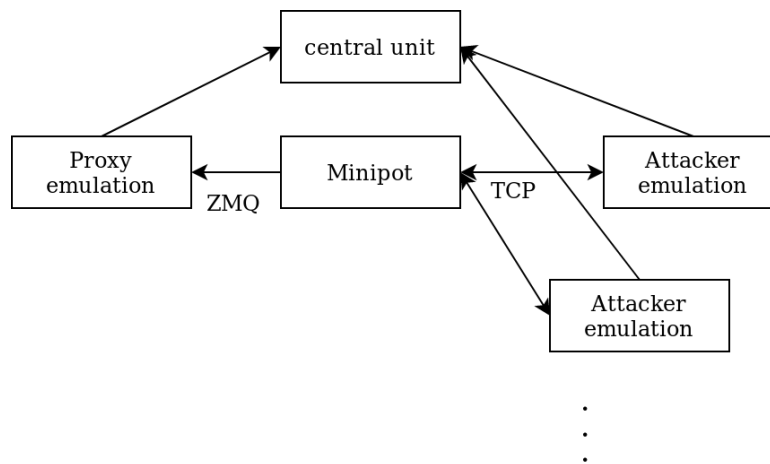 central unit
Proxy
emulation
Minipot
Attacker
emulation
ZMQ
TCP
Attacker
emulation